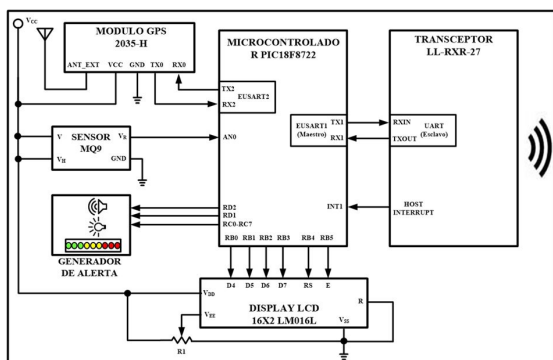 VCC
MODULO GPS
2035-H
ANT_EXT VCC GND TX0 RX0
MICROCONTROLADO
R PIC18F8722
TX2
RX2
EUSART2
TRANSCEPTOR
LL-RXR-27
EUSART1
(Maestro)
TX1
RX1
RXIN
TXOUT
UART
(Esclavo)
V
VH
SENSOR
MQ9
VR
GND
AN0
INT1
HOST
INTERRUPT
RD2
RD1
RC0-RC7
GENERADOR
DE ALERTA
RB0 RB1 RB2 RB3 RB4 RB5
D4 D5 D6 D7 RS E
VDD
VEE
DISPLAY LCD
16X2 LM016L
R
VSS
R1